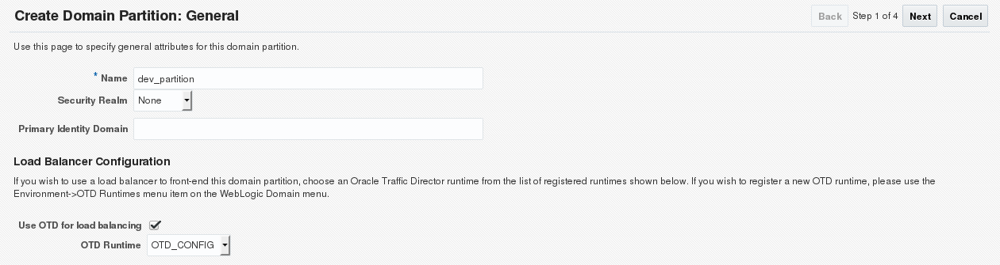 Create Domain Partition: General
Back Step 1 of 4 Next Cancel
Use this page to specify general attributes for this domain partition.
* Name dev_partition
Security Realm None
Primary Identity Domain
Load Balancer Configuration
If you wish to use a load balancer to front-end this domain partition, choose an Oracle Traffic Director runtime from the list of registered runtimes shown below. If you wish to register a new OTD runtime, please use the
Environment->OTD Runtimes menu item on the WebLogic Domain menu.
Use OTD for load balancing
OTD Runtime OTD_CONFIG